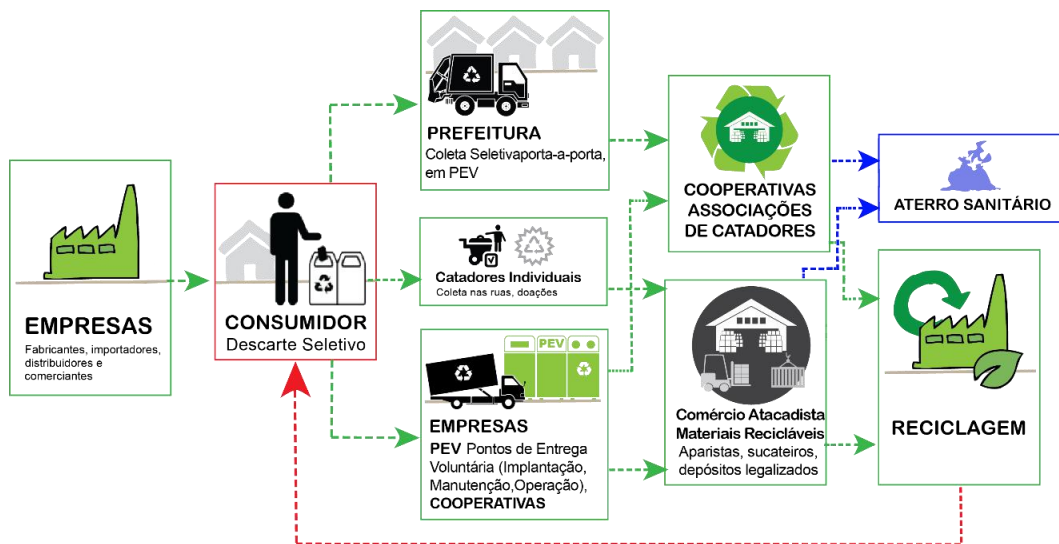 EMPRESAS
Fabricantes, importadores,
distribuidores e
comerciantes
CONSUMIDOR
Descarte Seletivo
PREFEITURA
Coleta Seletivaporta-a-porta,
em PEV
Catadores Individuais
Coleta nas ruas, doações
PEV
EMPRESAS
PEV Pontos de Entrega
Voluntária (Implantação,
Manutenção,Operação),
COOPERATIVAS
COOPERATIVAS
ASSOCIAÇÕES
DE CATADORES
Comércio Atacadista
Materiais Recicláveis
Aparistas, sucateiros,
depósitos legalizados
ATERRO SANITÁRIO
RECICLAGEM